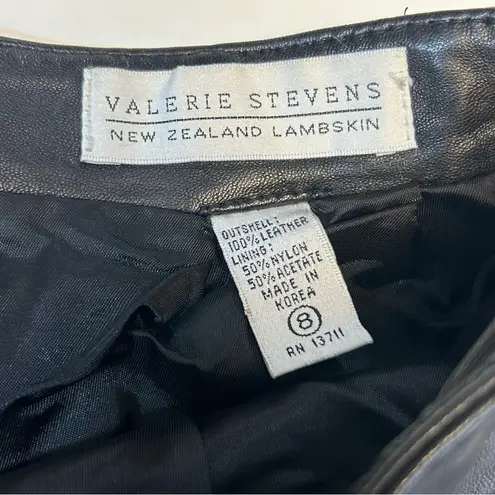 VALERIE STEVENS
NEW ZEALAND LAMBSKIN
OUTSHELL:
100% LEATHER
LINING:
50% NYLON
50% ACETATE
MADE IN
KOREA
8
RN 13711